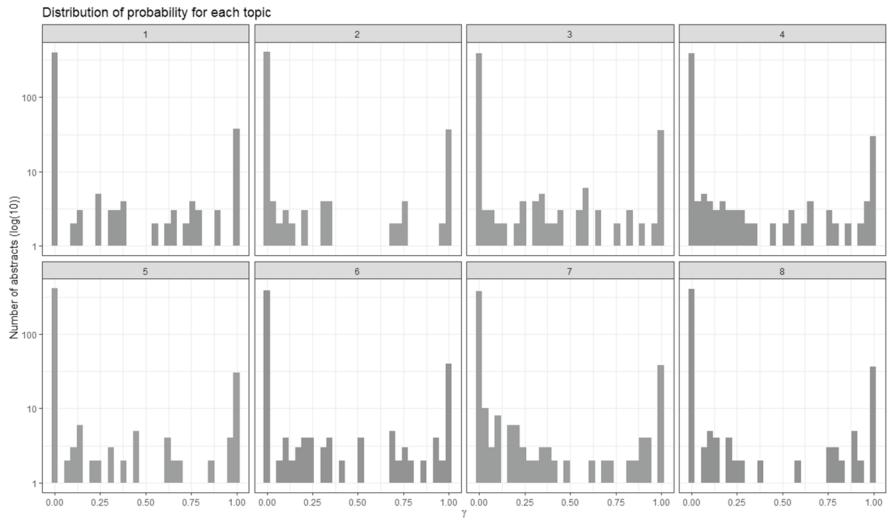 Distribution of probability for each topic
1 2 3 4
100
10
1
Number of abstracts (log(10))
5 6 7 8
100
10
1
0.00 0.25 0.50 0.75 1.00 0.00 0.25 0.50 0.75 1.00 0.00 0.25 0.50 0.75 1.00 0.00 0.25 0.50 0.75 1.00
γ